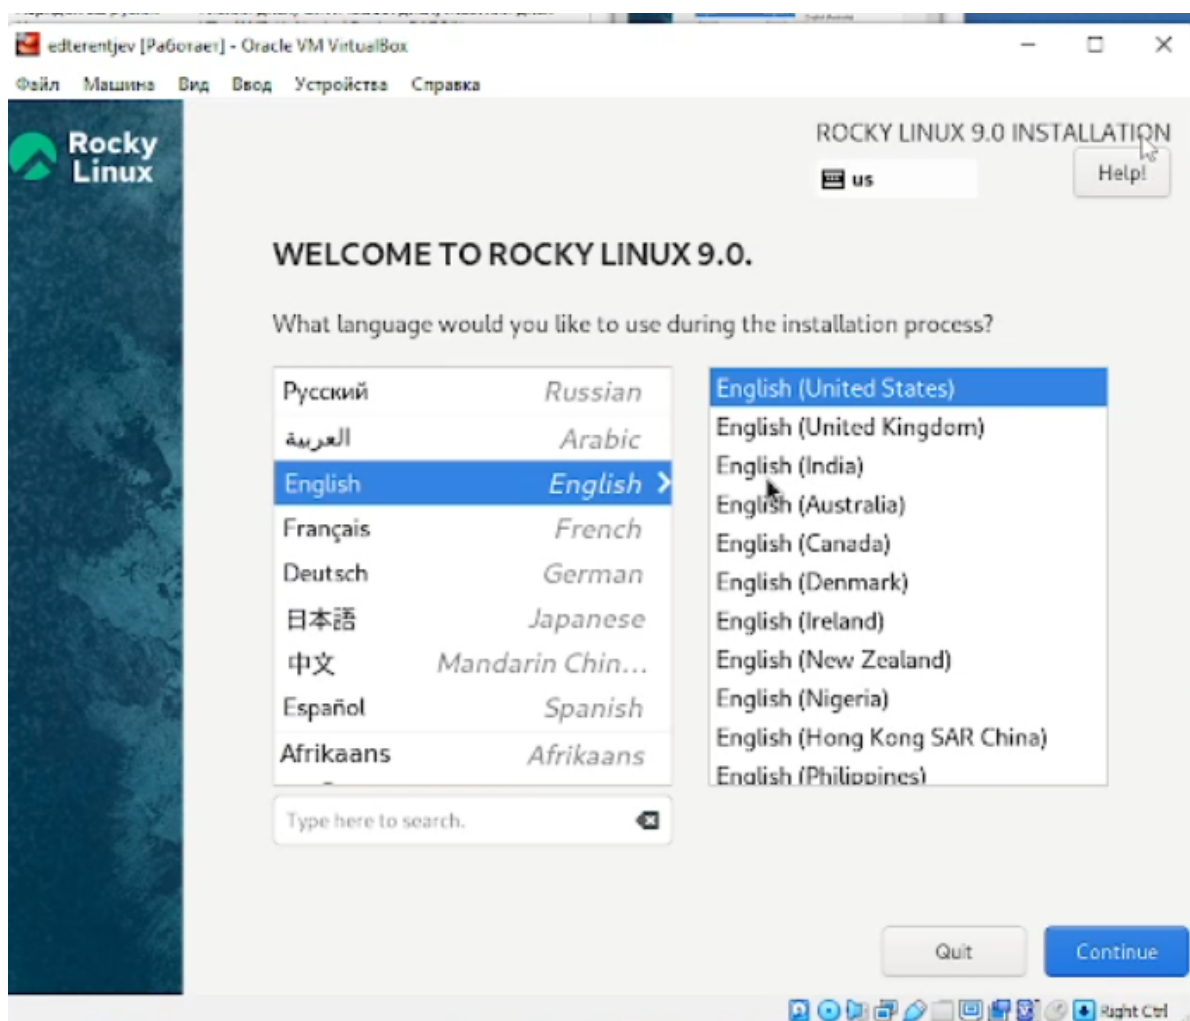 edterentjev [Работает] - Oracle VM VirtualBox
Файл Машина Вид Ввод Устройства Справка
Rocky Linux
ROCKY LINUX 9.0 INSTALLATION
us
Help!
WELCOME TO ROCKY LINUX 9.0.
What language would you like to use during the installation process?
Русский Russian
العربية Arabic
English English
Français French
Deutsch German
日本語 Japanese
中文 Mandarin Chin...
Español Spanish
Afrikaans Afrikaans
Type here to search.
English (United States)
English (United Kingdom)
English (India)
English (Australia)
English (Canada)
English (Denmark)
English (Ireland)
English (New Zealand)
English (Nigeria)
English (Hong Kong SAR China)
English (Philippines)
Quit
Continue
Right Ctrl